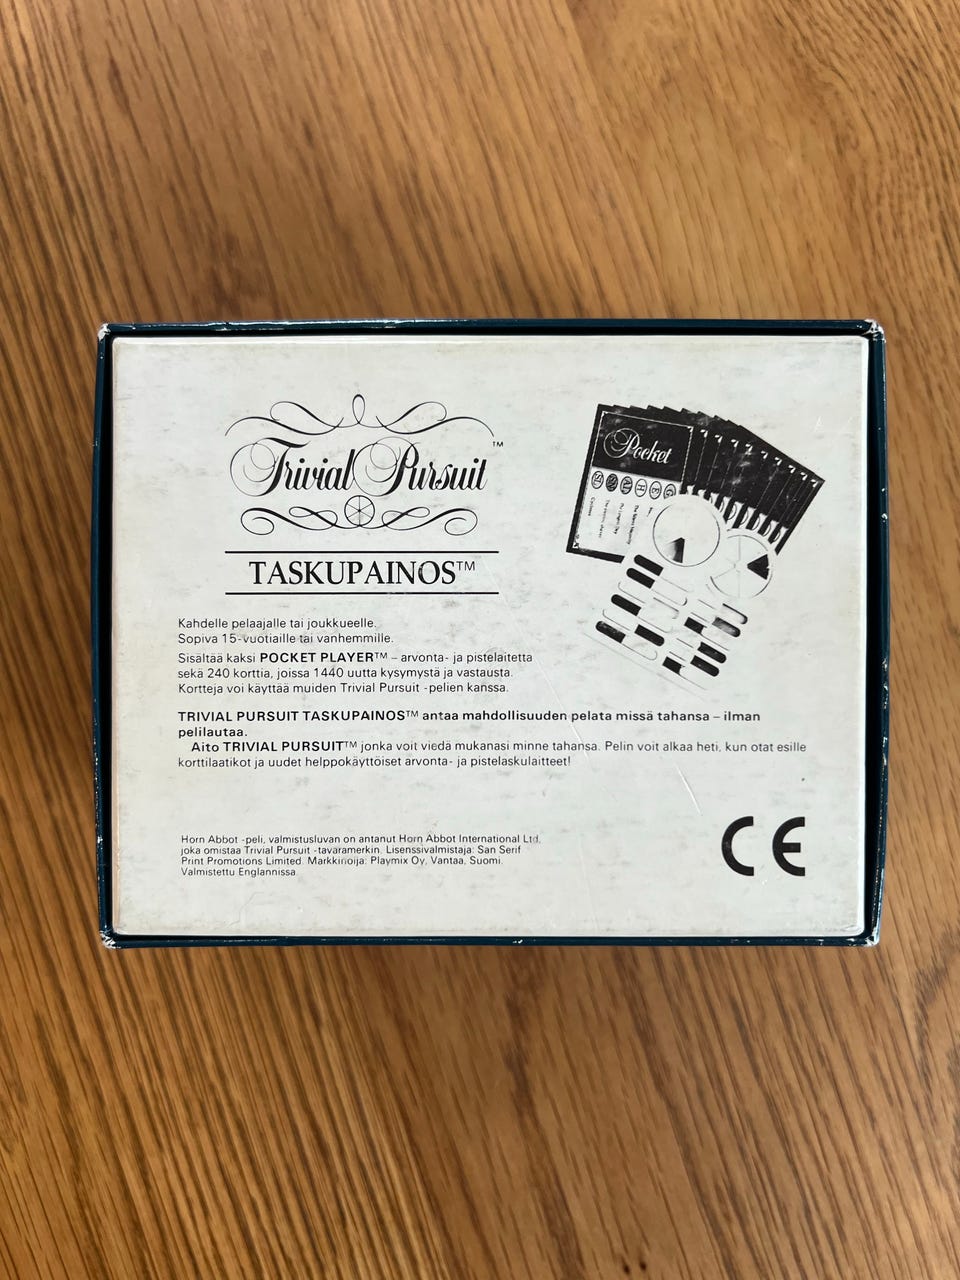 Trivial Pursuit™
TASKUPAINOS™
Pocket
Kahdelle pelaajalle tai joukkueelle.
Sopiva 15-vuotiaille tai vanhemmille.
Sisältää kaksi POCKET PLAYER™ – arvonta- ja pistelaitetta
sekä 240 korttia, joissa 1440 uutta kysymystä ja vastausta.
Kortteja voi käyttää muiden Trivial Pursuit -pelien kanssa.
TRIVIAL PURSUIT TASKUPAINOS™ antaa mahdollisuuden pelata missä tahansa – ilman
pelilautaa.
Aito TRIVIAL PURSUIT™ jonka voit viedä mukanasi minne tahansa. Pelin voit alkaa heti, kun otat esille
korttilaatikot ja uudet helppokäyttöiset arvonta- ja pistelaskulaitteet!
Horn Abbot -peli, valmistusluvan on antanut Horn Abbot International Ltd.
joka omistaa Trivial Pursuit -tavaramerkin. Lisenssivalmistaja: San Serif
Print Promotions Limited. Markkinoija: Playmix Oy, Vantaa, Suomi.
Valmistettu Englannissa.
CE